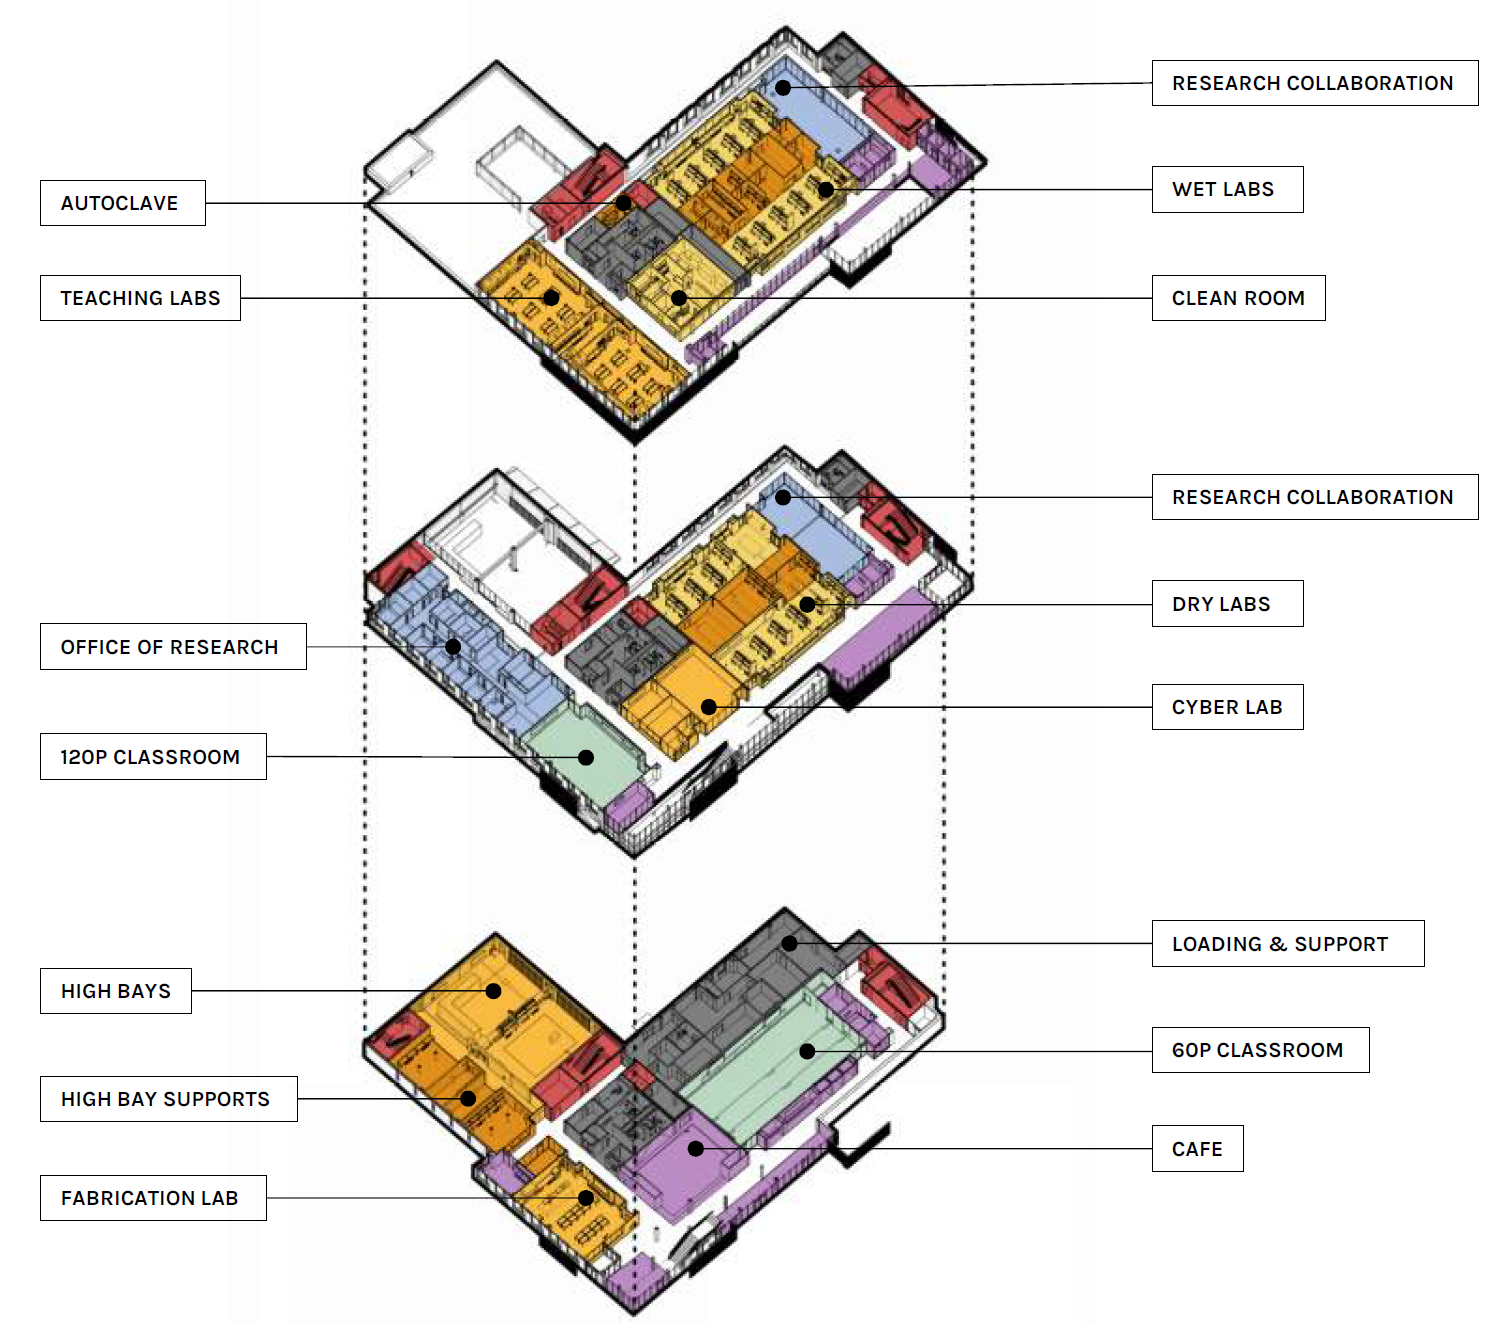 RESEARCH COLLABORATION
AUTOCLAVE
WET LABS
TEACHING LABS
CLEAN ROOM
RESEARCH COLLABORATION
DRY LABS
OFFICE OF RESEARCH
CYBER LAB
120P CLASSROOM
LOADING & SUPPORT
HIGH BAYS
60P CLASSROOM
HIGH BAY SUPPORTS
CAFE
FABRICATION LAB